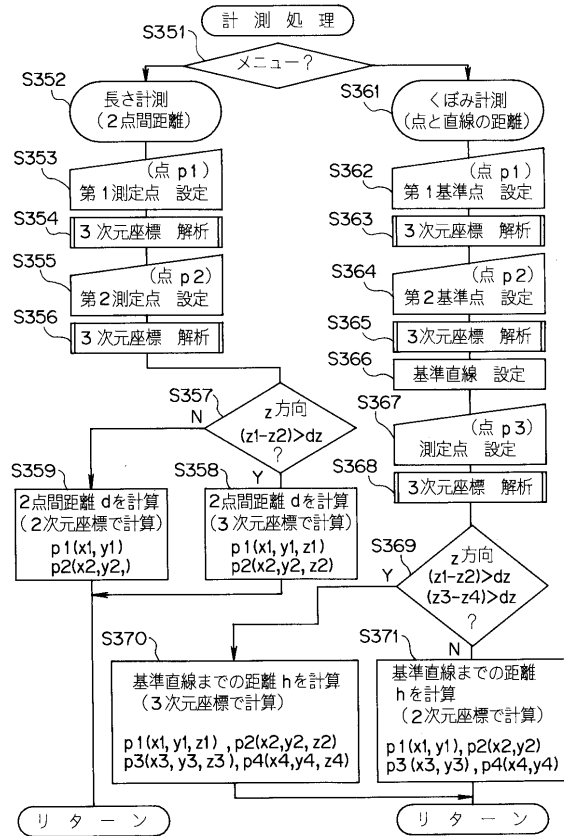 計測処理
S351
メニュー?
S352
長さ計測
(2点間距離)
S353
(点 p1)
第1測定点 設定
S354
3次元座標 解析
S355
(点 p2)
第2測定点 設定
S356
3次元座標 解析
S357
z方向
(z1-z2)>dz
?
N
Y
S359
2点間距離 dを計算
(2次元座標で計算)
p1(x1,y1)
p2(x2,y2,)
S358
2点間距離 dを計算
(3次元座標で計算)
p1(x1,y1,z1)
p2(x2,y2,z2)
リターン
S361
くぼみ計測
(点と直線の距離)
S362
(点 p1)
第1基準点 設定
S363
3次元座標 解析
S364
(点 p2)
第2基準点 設定
S365
3次元座標 解析
S366
基準直線 設定
S367
(点 p3)
測定点 設定
S368
3次元座標 解析
S369
z方向
(z1-z2)>dz
(z3-z4)>dz
?
Y
N
S370
基準直線までの距離hを計算
(3次元座標で計算)
p1(x1,y1,z1),p2(x2,y2,z2)
p3(x3,y3,z3),p4(x4,y4,z4)
S371
基準直線までの距離
hを計算
(2次元座標で計算)
p1(x1,y1),p2(x2,y2)
p3(x3,y3),p4(x4,y4)
リターン